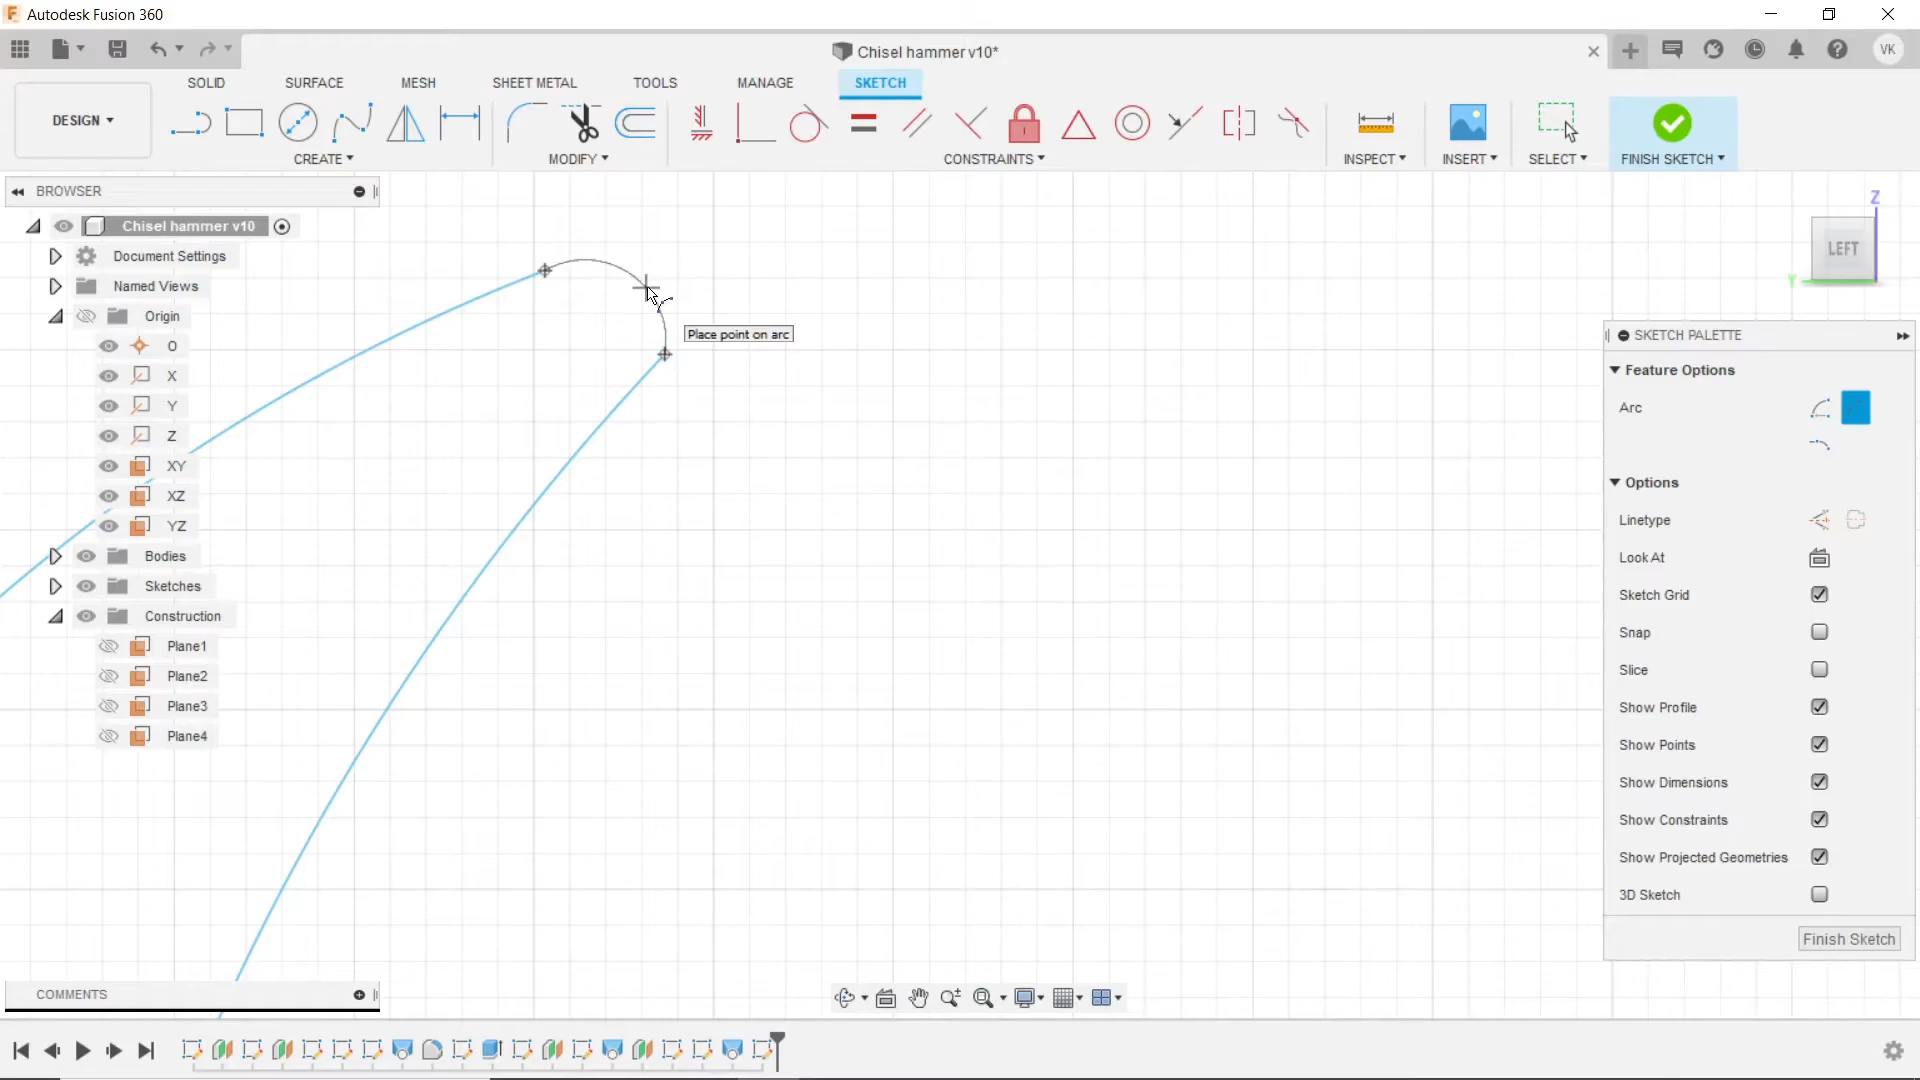 Autodesk Fusion 360
Chisel hammer v10*
VK
SOLID
SURFACE
MESH
SHEET METAL
TOOLS
MANAGE
SKETCH
DESIGN
CREATE
MODIFY
CONSTRAINTS
INSPECT
INSERT
SELECT
FINISH SKETCH
BROWSER
Chisel hammer v10
Document Settings
Named Views
Origin
O
X
Y
Z
XY
XZ
YZ
Bodies
Sketches
Construction
Plane1
Plane2
Plane3
Plane4
Place point on arc
Z
LEFT
Y
SKETCH PALETTE
Feature Options
Arc
Options
Linetype
Look At
Sketch Grid
Snap
Slice
Show Profile
Show Points
Show Dimensions
Show Constraints
Show Projected Geometries
3D Sketch
Finish Sketch
COMMENTS